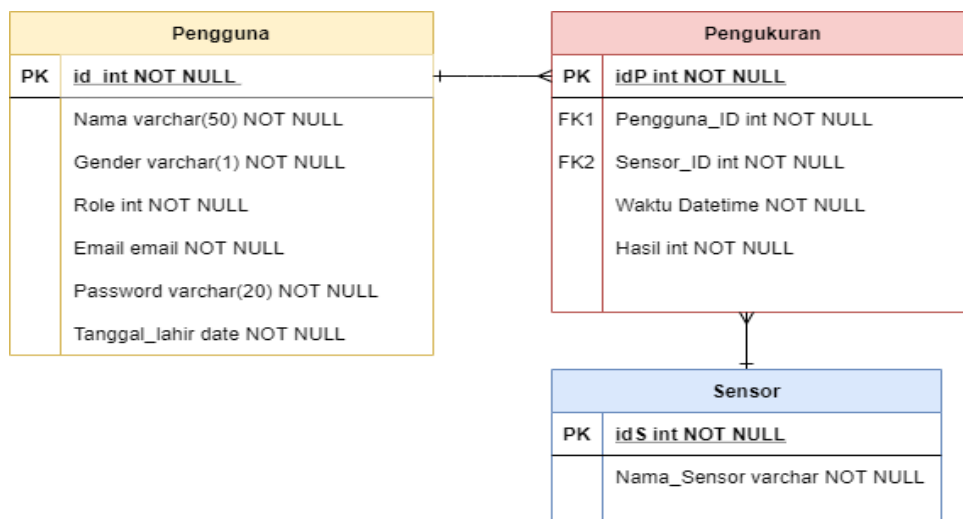 Pengguna
PK id int NOT NULL
Nama varchar(50) NOT NULL
Gender varchar(1) NOT NULL
Role int NOT NULL
Email email NOT NULL
Password varchar(20) NOT NULL
Tanggal_lahir date NOT NULL
Pengukuran
PK idP int NOT NULL
FK1 Pengguna_ID int NOT NULL
FK2 Sensor_ID int NOT NULL
Waktu Datetime NOT NULL
Hasil int NOT NULL
Sensor
PK idS int NOT NULL
Nama_Sensor varchar NOT NULL